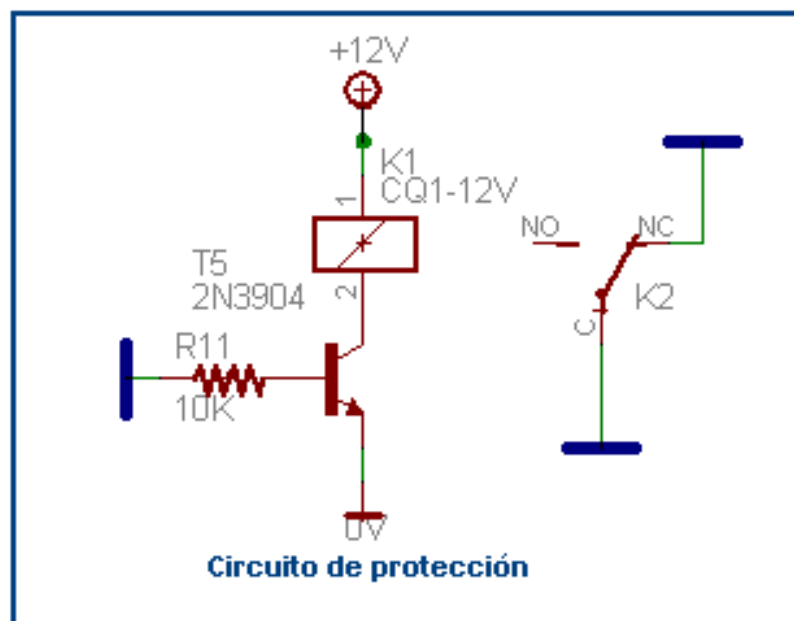 +12V
K1
CQ1-12V
1
2
T5
2N3904
R11
10K
0V
NO
NC
K2
C
Circuito de protección